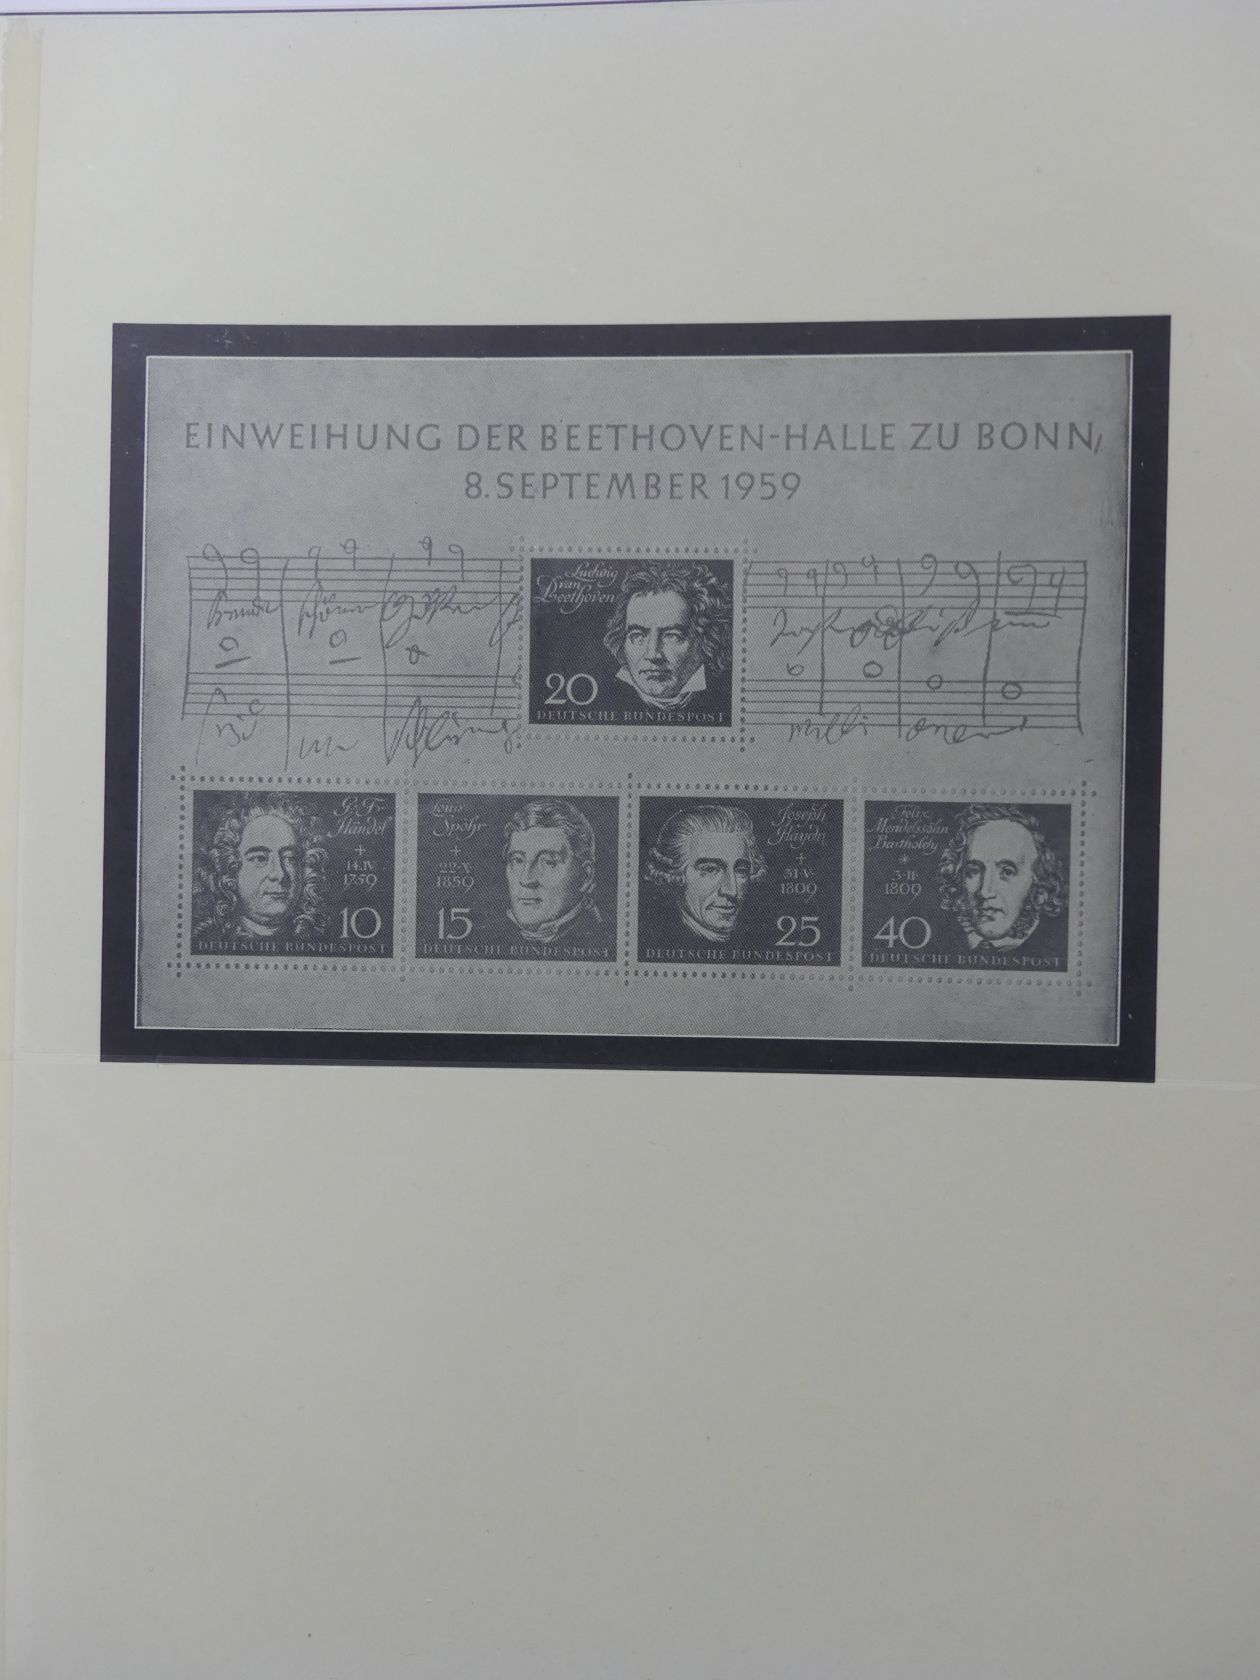 EINWEIHUNG DER BEETHOVEN-HALLE ZU BONN,
8. SEPTEMBER 1959
Ludwig
van
Beethoven
20
DEUTSCHE BUNDESPOST
G. F.
Händel
+
14·IV
1759
10
DEUTSCHE BUNDESPOST
Louis
Spohr
+
22·X
1859
15
DEUTSCHE BUNDESPOST
Joseph
Haydn
+
31·V
1809
25
DEUTSCHE BUNDESPOST
Felix
Mendelssohn
Bartholdy
*
3·II
1809
40
DEUTSCHE BUNDESPOST